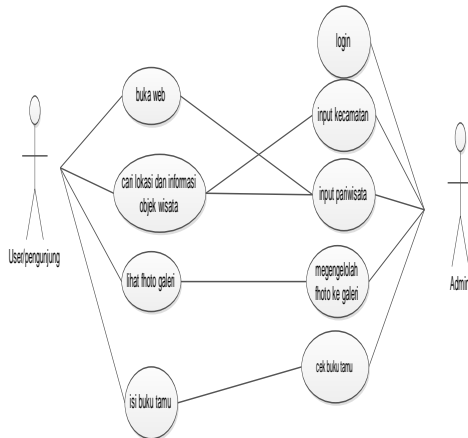 login
buka web
input kecamatan
cari lokasi dan informasi
objek wisata
input pariwisata
User/pengunjung
lihat fhoto galeri
megengelolah
fhoto ke galeri
Admin
cek buku tamu
isi buku tamu